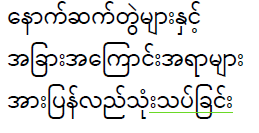 နောက်ဆက်တွဲများနှင့်
အခြားအကြောင်းအရာများ
အားပြန်လည်သုံးသပ်ခြင်း